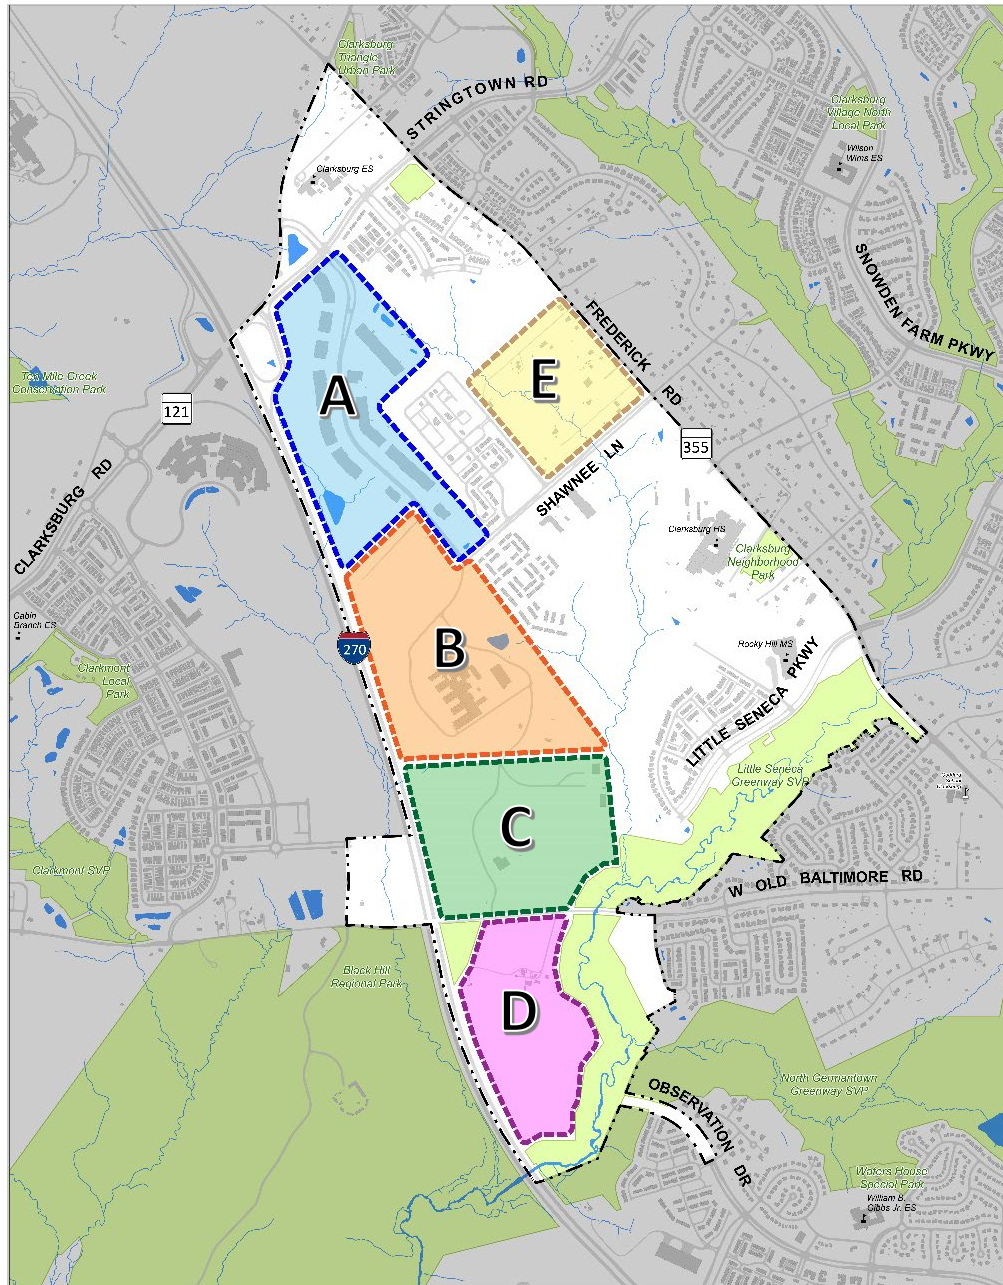 Clarksburg
Triangle
Urban Park
STRINGTOWN RD
Clarksburg
Village North
Local Park
Wilson
Wims ES
Clarksburg ES
SNOWDEN FARM PKWY
FREDERICK RD
A
E
Ten Mile Creek
Conservation Park
121
355
SHAWNEE LN
CLARKSBURG RD
Clarksburg HS
Clarksburg
Neighborhood
Park
Cabin
Branch ES
270
B
Rocky Hill MS
LITTLE SENECA PKWY
Clarkmont
Local
Park
Little Seneca
Greenway SVP
C
Clarkmont SVP
W OLD BALTIMORE RD
Black Hill
Regional Park
D
North Germantown
Greenway SVP
OBSERVATION DR
Waters House
Special Park
William B.
Gibbs Jr. ES